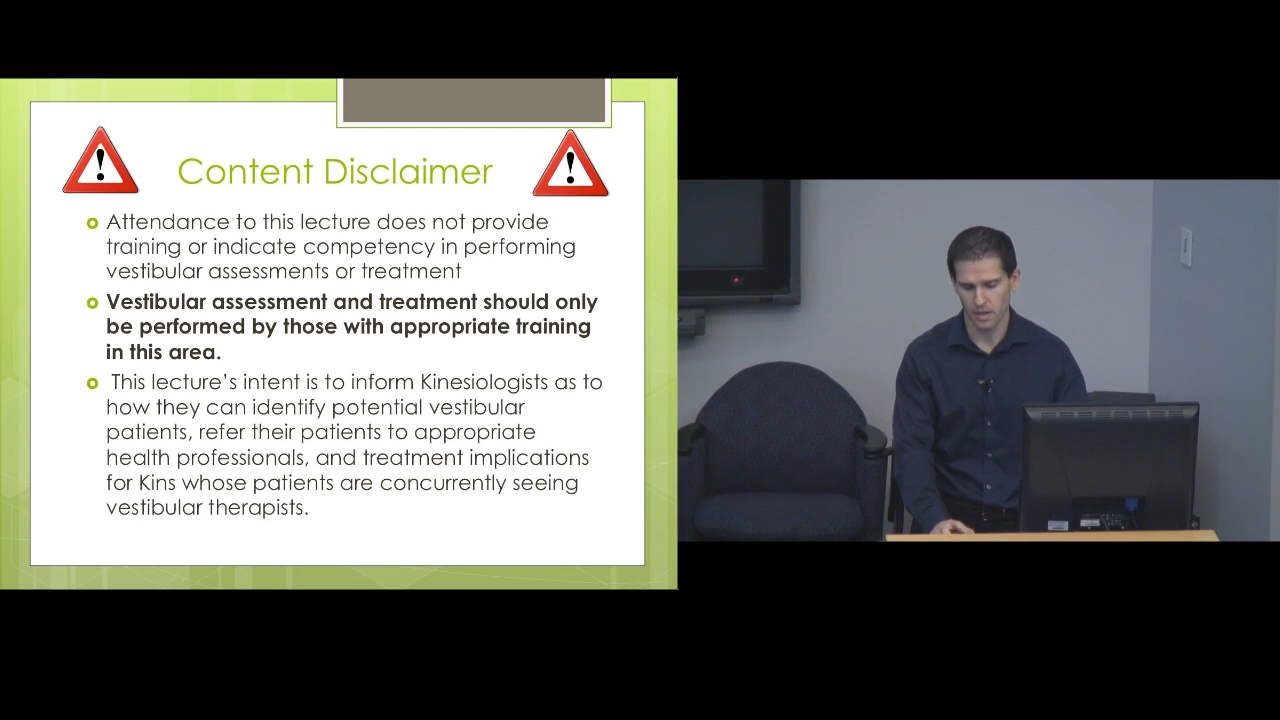 Content Disclaimer
Attendance to this lecture does not provide
training or indicate competency in performing
vestibular assessments or treatment
Vestibular assessment and treatment should only
be performed by those with appropriate training
in this area.
This lecture's intent is to inform Kinesiologists as to
how they can identify potential vestibular
patients, refer their patients to appropriate
health professionals, and treatment implications
for Kins whose patients are concurrently seeing
vestibular therapists.